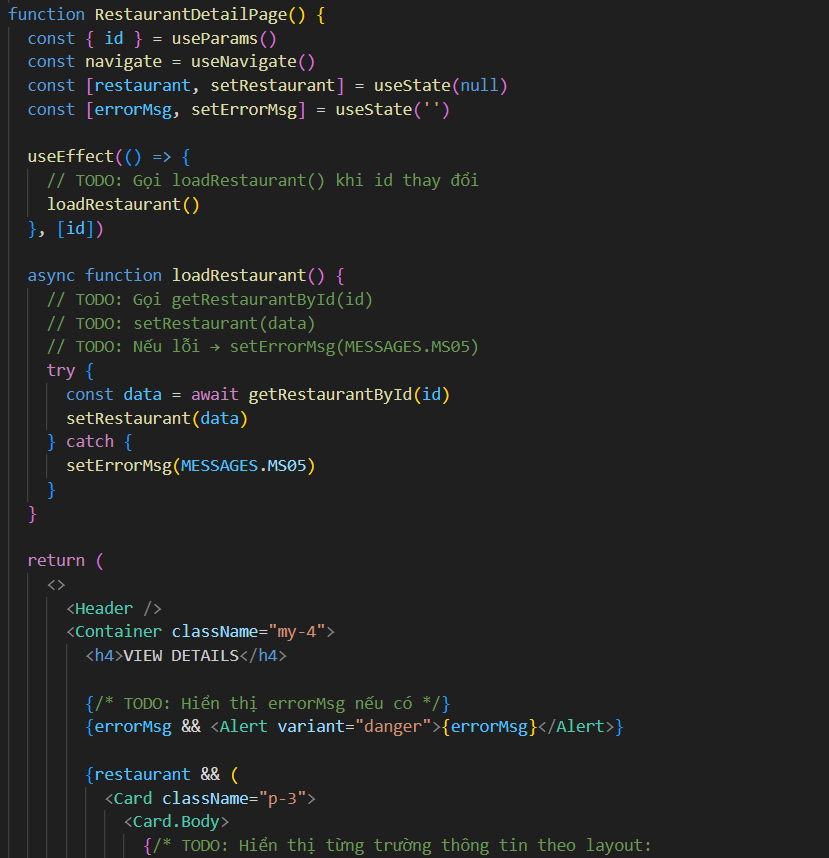 function RestaurantDetailPage() {
const { id } = useParams()
const navigate = useNavigate()
const [restaurant, setRestaurant] = useState(null)
const [errorMsg, setErrorMsg] = useState('')
useEffect(() => {
// TODO: Gọi loadRestaurant() khi id thay đổi
loadRestaurant()
}, [id])
async function loadRestaurant() {
// TODO: Gọi getRestaurantById(id)
// TODO: setRestaurant(data)
// TODO: Nếu lỗi → setErrorMsg(MESSAGES.MS05)
try {
const data = await getRestaurantById(id)
setRestaurant(data)
} catch {
setErrorMsg(MESSAGES.MS05)
}
}
return (
<>
<Header />
<Container className="my-4">
<h4>VIEW DETAILS</h4>
{/* TODO: Hiển thị errorMsg nếu có */}
{errorMsg && <Alert variant="danger">{errorMsg}</Alert>}
{restaurant && (
<Card className="p-3">
<Card.Body>
{/* TODO: Hiển thị từng trường thông tin theo layout: